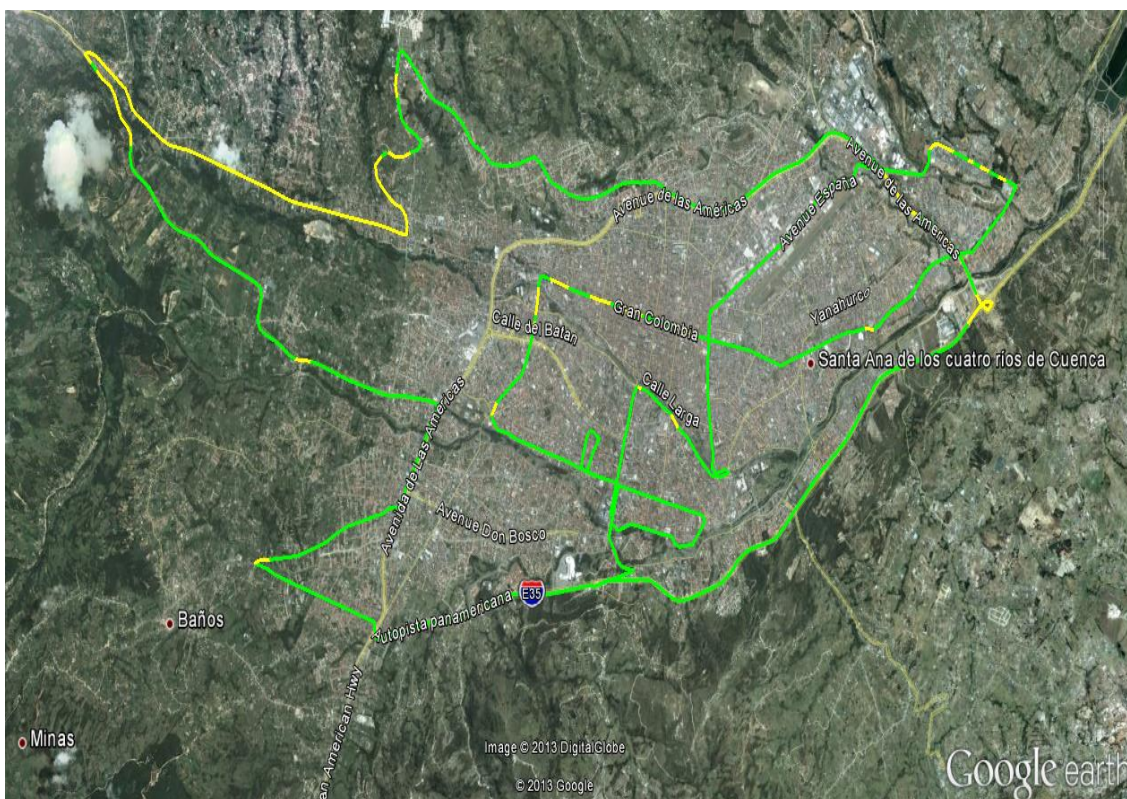 Avenue de las Americas
Avenue de las Américas
Avenue España
Gran Colombia
Yanahurco
Calle del Batan
Santa Ana de los cuatro ríos de Cuenca
Calle Larga
Avenida de Las Americas
Avenue Don Bosco
E35
Autopista panamericana
Baños
an American Hwy
Minas
Image © 2013 DigitalGlobe
© 2013 Google
Google earth